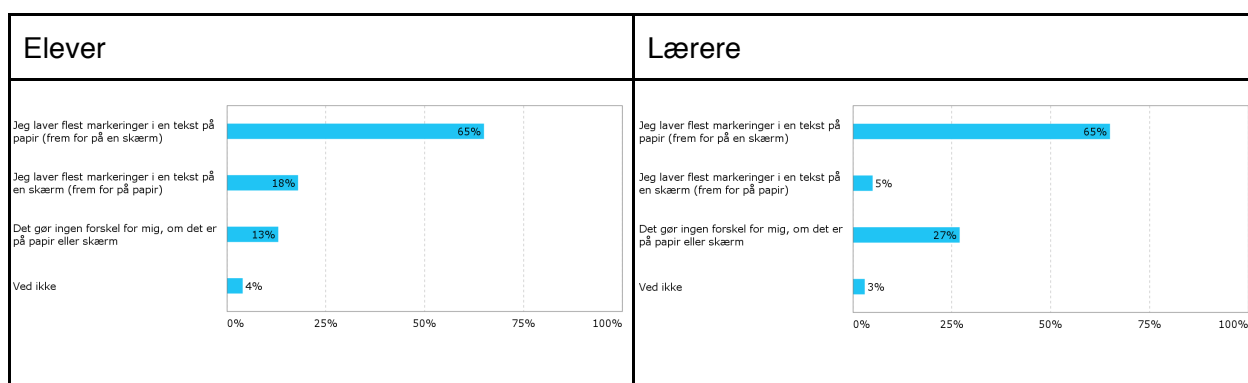 Elever
Jeg laver flest markeringer i en tekst på
papir (frem for på en skærm)
65%
Jeg laver flest markeringer i en tekst på
en skærm (frem for på papir)
18%
Det gør ingen forskel for mig, om det er
på papir eller skærm
13%
Ved ikke
4%
0% 25% 50% 75% 100%
Lærere
Jeg laver flest markeringer i en tekst på
papir (frem for på en skærm)
65%
Jeg laver flest markeringer i en tekst på
en skærm (frem for på papir)
5%
Det gør ingen forskel for mig, om det er
på papir eller skærm
27%
Ved ikke
3%
0% 25% 50% 75% 100%